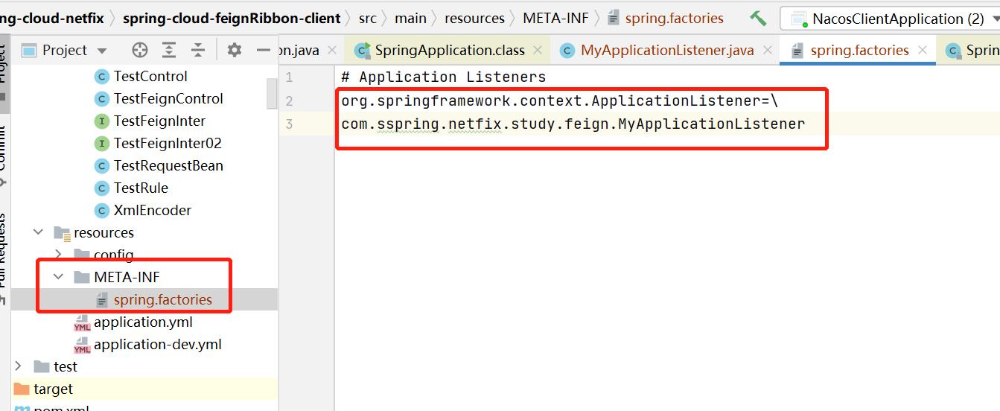 ng-cloud-netfix
spring-cloud-feignRibbon-client
src
main
resources
META-INF
spring.factories
NacosClientApplication (2)
Project
Project
on.java
SpringApplication.class
MyApplicationListener.java
spring.factories
Sprin
TestControl
TestFeignControl
TestFeignInter
TestFeignInter02
TestRequestBean
TestRule
XmlEncoder
resources
config
META-INF
spring.factories
application.yml
application-dev.yml
test
target
pom.xml
1 # Application Listeners
2 org.springframework.context.ApplicationListener=\
3 com.sspring.netfix.study.feign.MyApplicationListener
Commit
Pull Requests